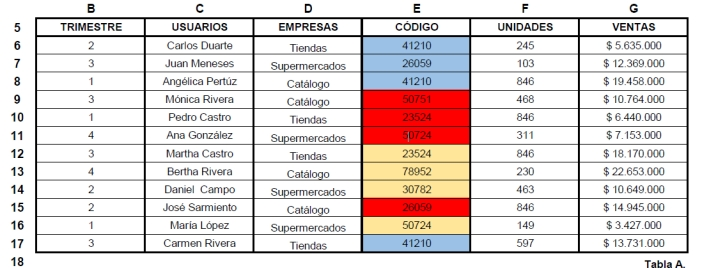 B C D E F G
5 TRIMESTRE USUARIOS EMPRESAS CÓDIGO UNIDADES VENTAS
6 2 Carlos Duarte Tiendas 41210 245 $ 5.635.000
7 3 Juan Meneses Supermercados 26059 103 $ 12.369.000
8 1 Angélica Pertúz Catálogo 41210 846 $ 19.458.000
9 3 Mónica Rivera Catálogo 50751 468 $ 10.764.000
10 1 Pedro Castro Tiendas 23524 846 $ 6.440.000
11 4 Ana González Supermercados 50724 311 $ 7.153.000
12 3 Martha Castro Tiendas 23524 846 $ 18.170.000
13 4 Bertha Rivera Catálogo 78952 230 $ 22.653.000
14 2 Daniel Campo Supermercados 30782 463 $ 10.649.000
15 2 José Sarmiento Catálogo 26059 846 $ 14.945.000
16 1 María López Supermercados 50724 149 $ 3.427.000
17 3 Carmen Rivera Tiendas 41210 597 $ 13.731.000
18 Tabla A.